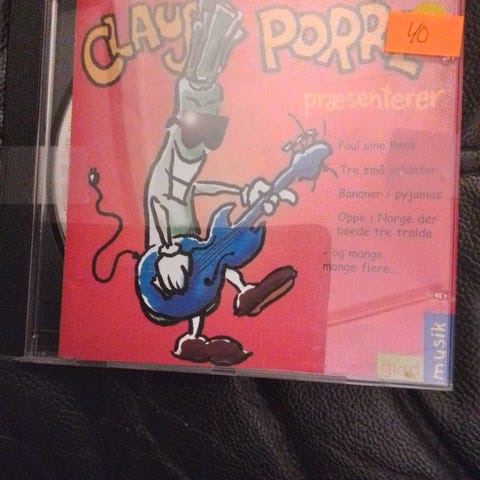 CLAUS PORRE
40
præsenterer
Poul sine høns
Tre små soldater
Bananer i pyjamas
Oppe i Norge der
boede tre trolde
- og mange
mange flere...
glad
musik